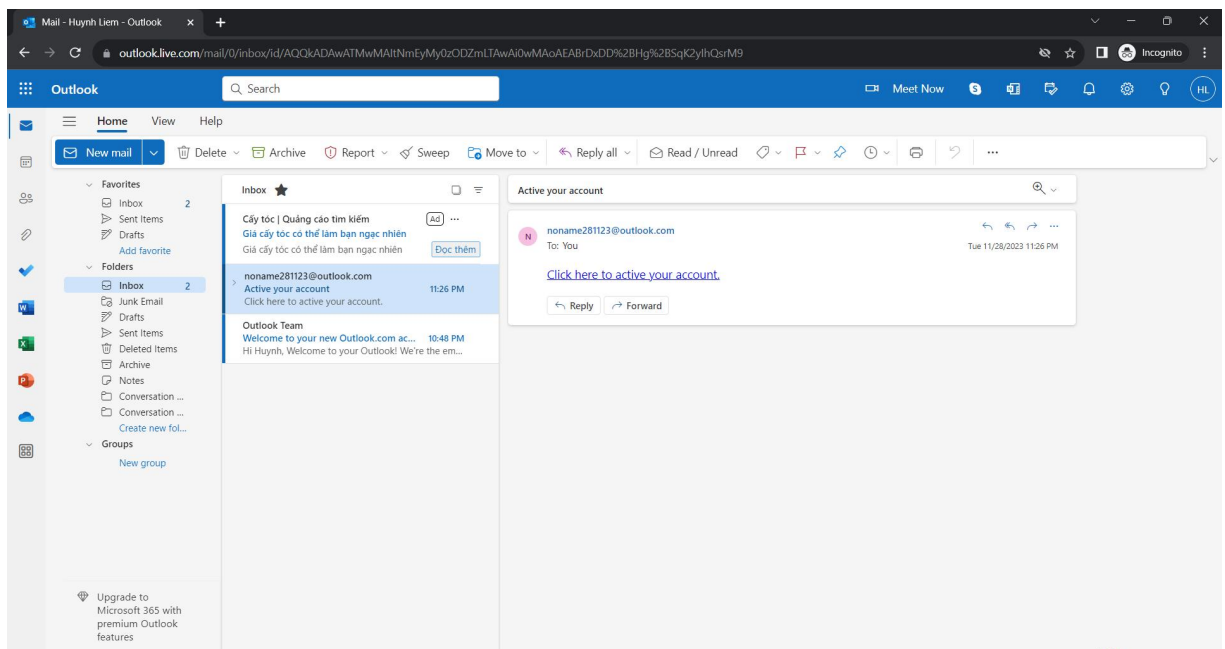 Mail - Huynh Liem - Outlook
outlook.live.com/mail/0/inbox/id/AQQkADAwATMwMAItNmEyMy0zODZmLTAwAi0wMAoAEABrDxDD%2BHg%2BSqK2yIhQsrM9
Incognito
Outlook
Search
Meet Now
HL
Home View Help
New mail Delete Archive Report Sweep Move to Reply all Read / Unread
Favorites
Inbox 2
Sent Items
Drafts
Add favorite
Folders
Inbox 2
Junk Email
Drafts
Sent Items
Deleted Items
Archive
Notes
Conversation ...
Conversation ...
Create new fol...
Groups
New group
Upgrade to
Microsoft 365 with
premium Outlook
features
Inbox
Cấy tóc | Quảng cáo tìm kiếm Ad
Giá cấy tóc có thể làm bạn ngạc nhiên
Giá cấy tóc có thể làm bạn ngạc nhiên Đọc thêm
noname281123@outlook.com
Active your account 11:26 PM
Click here to active your account.
Outlook Team
Welcome to your new Outlook.com ac... 10:48 PM
Hi Huynh, Welcome to your Outlook! We're the em...
Active your account
N
noname281123@outlook.com
To: You
Tue 11/28/2023 11:26 PM
Click here to active your account.
Reply Forward